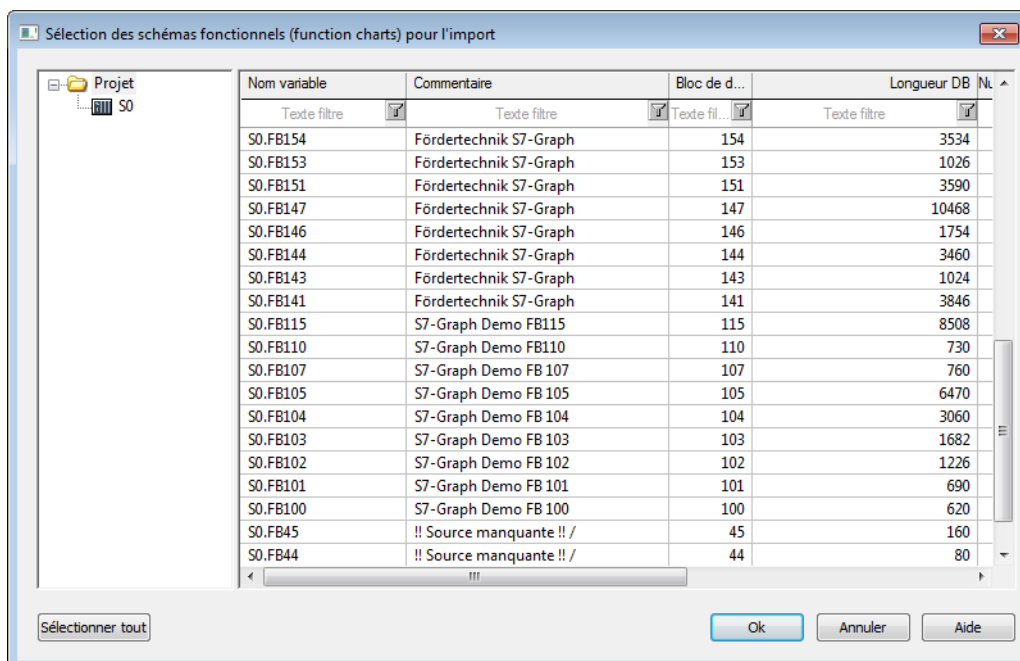 Sélection des schémas fonctionnels (function charts) pour l'import
Projet
S0
Nom variable Commentaire Bloc de d... Longueur DB Nu
Texte filtre Texte filtre Texte fil... Texte filtre
S0.FB154 Fördertechnik S7-Graph 154 3534
S0.FB153 Fördertechnik S7-Graph 153 1026
S0.FB151 Fördertechnik S7-Graph 151 3590
S0.FB147 Fördertechnik S7-Graph 147 10468
S0.FB146 Fördertechnik S7-Graph 146 1754
S0.FB144 Fördertechnik S7-Graph 144 3460
S0.FB143 Fördertechnik S7-Graph 143 1024
S0.FB141 Fördertechnik S7-Graph 141 3846
S0.FB115 S7-Graph Demo FB115 115 8508
S0.FB110 S7-Graph Demo FB110 110 730
S0.FB107 S7-Graph Demo FB 107 107 760
S0.FB105 S7-Graph Demo FB 105 105 6470
S0.FB104 S7-Graph Demo FB 104 104 3060
S0.FB103 S7-Graph Demo FB 103 103 1682
S0.FB102 S7-Graph Demo FB 102 102 1226
S0.FB101 S7-Graph Demo FB 101 101 690
S0.FB100 S7-Graph Demo FB 100 100 620
S0.FB45 !! Source manquante !! / 45 160
S0.FB44 !! Source manquante !! / 44 80
Sélectionner tout Ok Annuler Aide